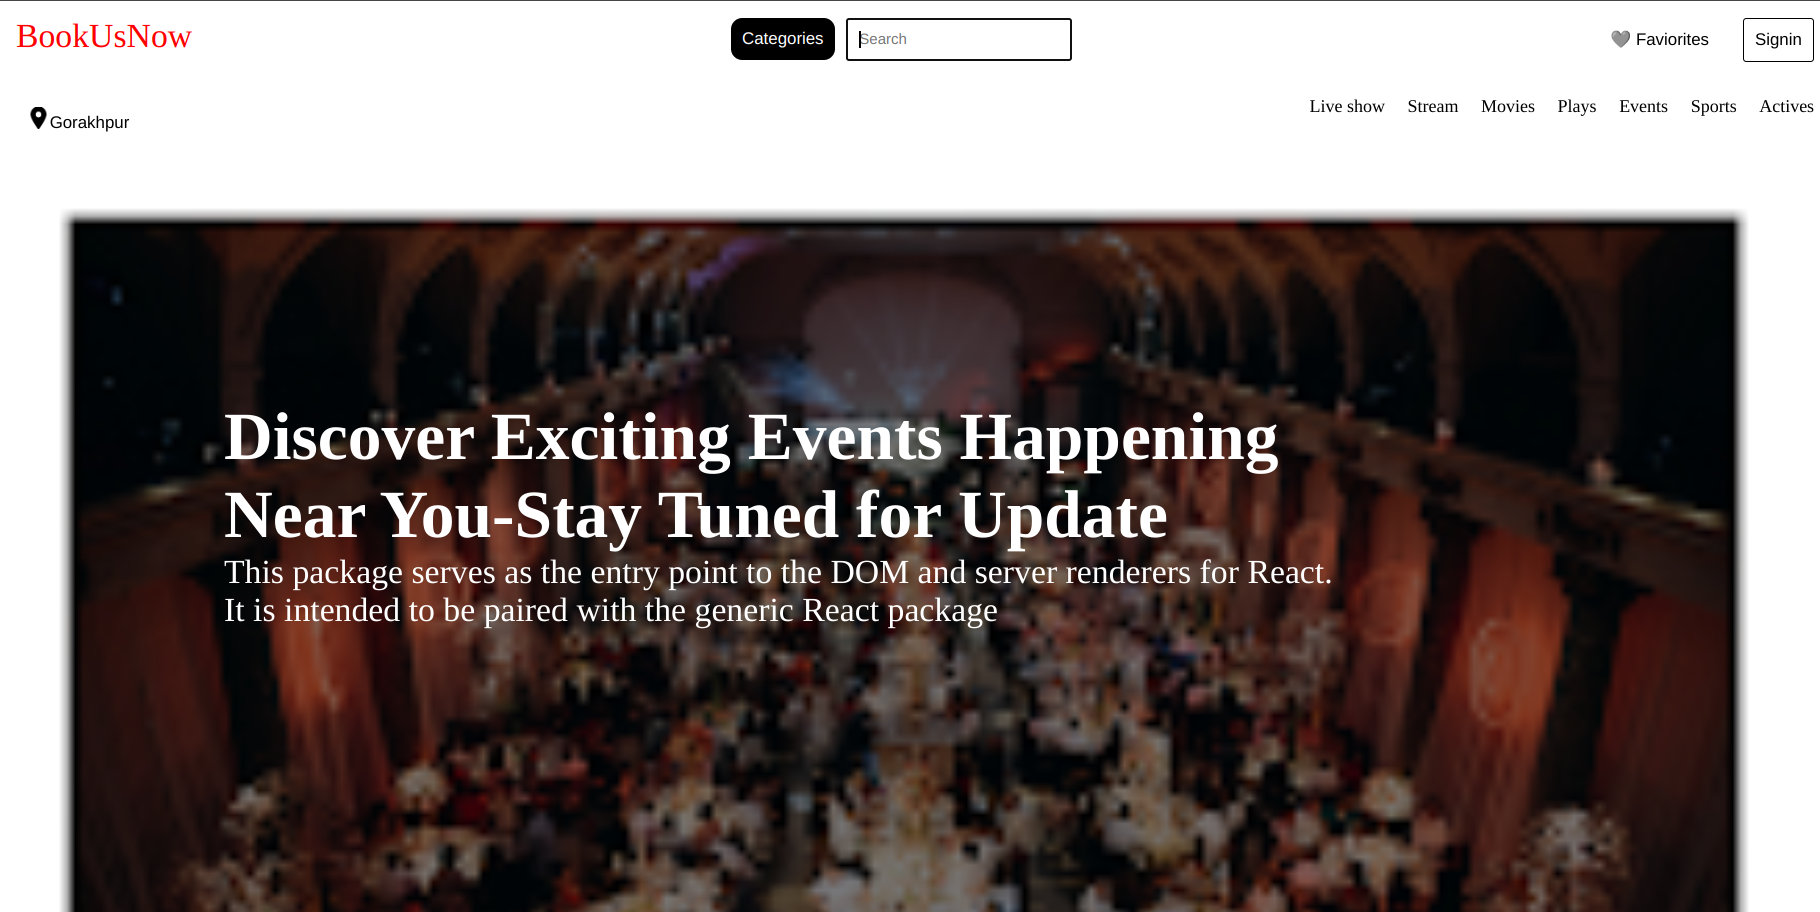 BookUsNow
Categories
Search
Faviorites
Signin
Gorakhpur
Live show Stream Movies Plays Events Sports Actives
Discover Exciting Events Happening
Near You-Stay Tuned for Update
This package serves as the entry point to the DOM and server renderers for React.
It is intended to be paired with the generic React package